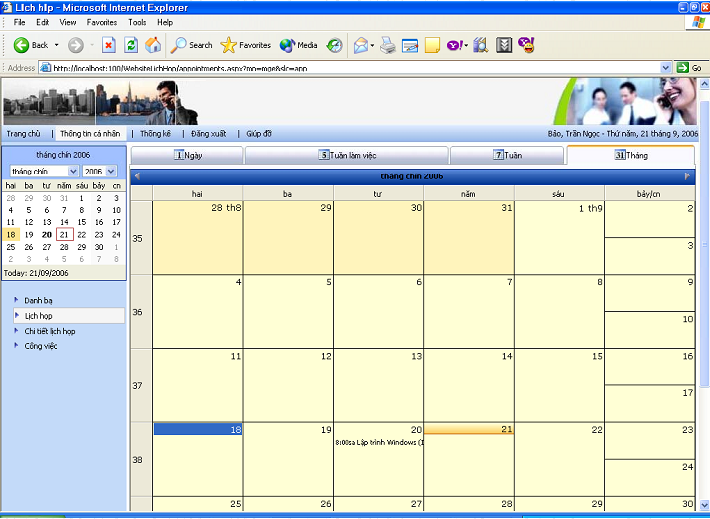 LIch hIp - Microsoft Internet Explorer
File Edit View Favorites Tools Help
Back Search Favorites Media
Address http://localhost:100/WebsiteLichHop/appointments.aspx?mn=mge&slc=app Go
Trang chủ | Thông tin cá nhân | Thống kê | Đăng xuất | Giúp đỡ Bảo, Trần Ngọc - Thứ năm, 21 tháng 9, 2006
tháng chín 2006
tháng chín 2006
hai ba tư năm sáu bảy cn
28 29 30 31 1 2 3
4 5 6 7 8 9 10
11 12 13 14 15 16 17
18 19 20 21 22 23 24
25 26 27 28 29 30 1
2 3 4 5 6 7 8
Today: 21/09/2006
Danh bạ
Lịch họp
Chi tiết lịch họp
Công việc
1 Ngày 5 Tuần làm việc 7 Tuần 31 Tháng
tháng chín 2006
hai ba tư năm sáu bảy/cn
28 th8 29 30 31 1 th9 2
35
3
4 5 6 7 8 9
36
10
11 12 13 14 15 16
37
17
18 19 20 21 22 23
8:00sa Lập trình Windows (1
38
24
25 26 27 28 29 30